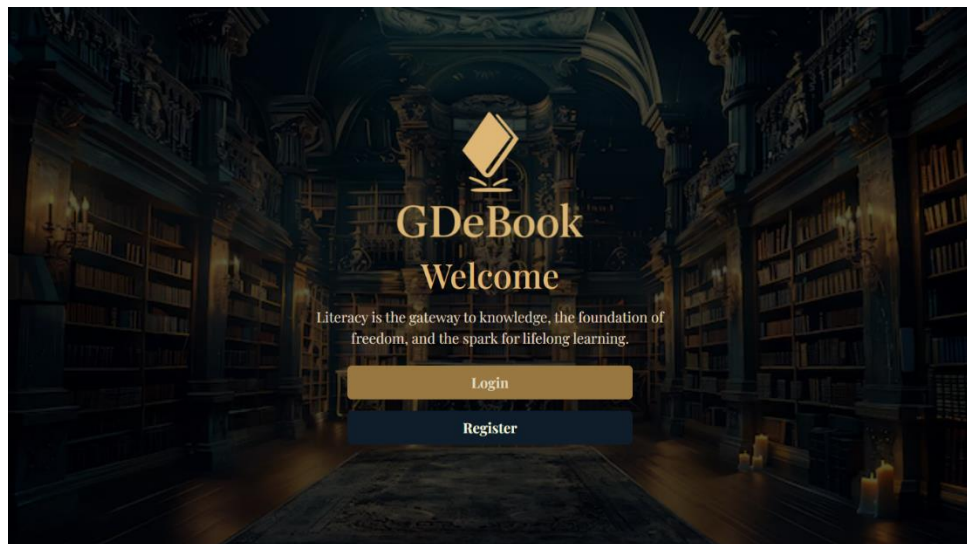 GDeBook
Welcome
Literacy is the gateway to knowledge, the foundation of
freedom, and the spark for lifelong learning.
Login
Register